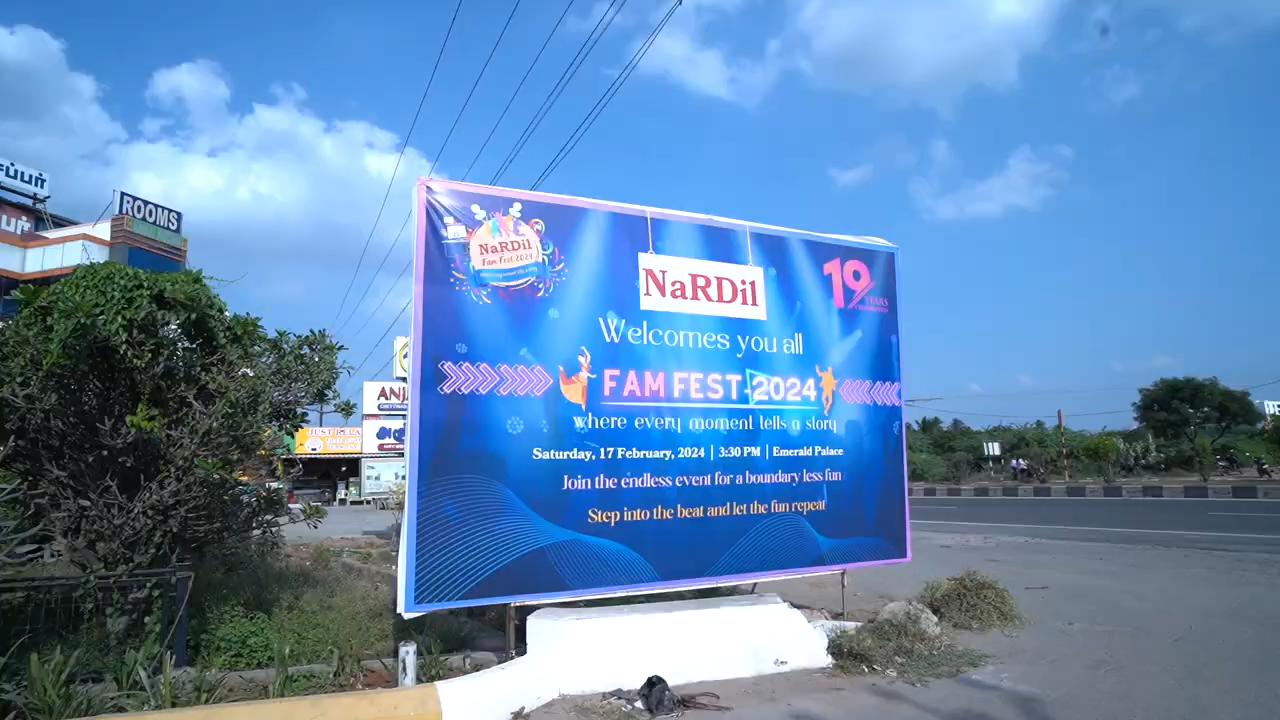 ROOMS
NaRDil
Fam Fest 2024
NaRDil
19
YEARS
Welcomes you all
FAM FEST-2024
where every moment tells a story
Saturday, 17 February, 2024 | 3:30 PM | Emerald Palace
Join the endless event for a boundary less fun
Step into the beat and let the fun repeat
JUST RELA